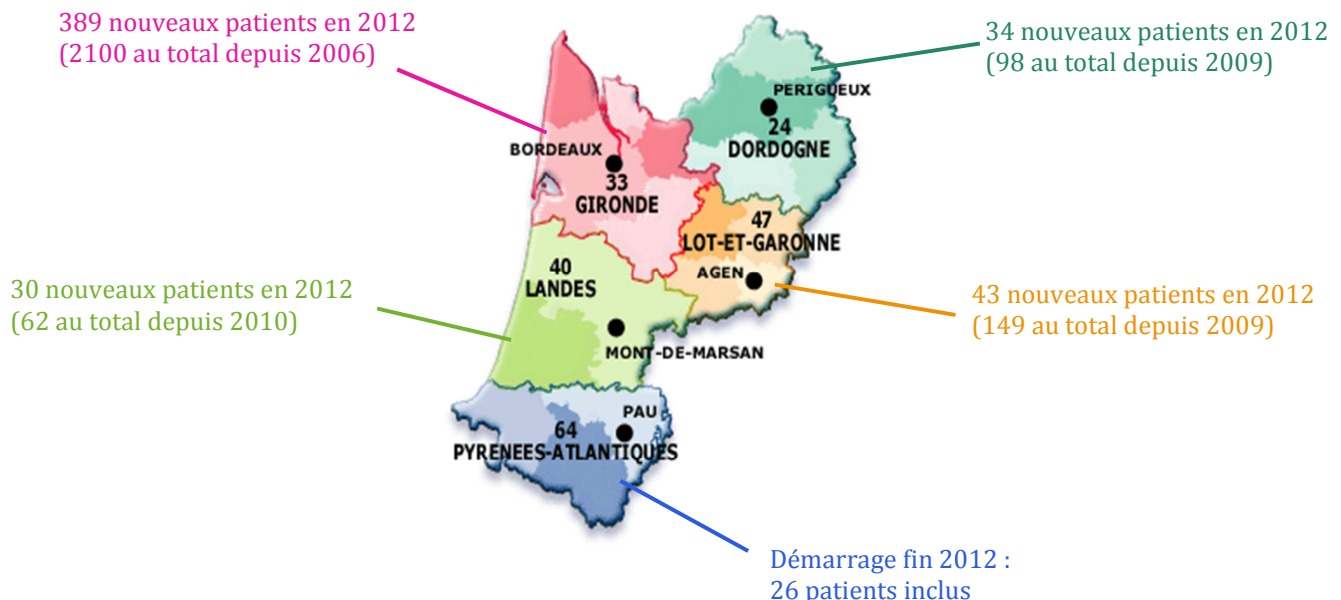 389 nouveaux patients en 2012
(2100 au total depuis 2006)
34 nouveaux patients en 2012
(98 au total depuis 2009)
PERIGUEUX
24
DORDOGNE
BORDEAUX
33
GIRONDE
47
LOT-ET-GARONNE
AGEN
40
LANDES
MONT-DE-MARSAN
30 nouveaux patients en 2012
(62 au total depuis 2010)
43 nouveaux patients en 2012
(149 au total depuis 2009)
PAU
64
PYRENEES-ATLANTIQUES
Démarrage fin 2012 :
26 patients inclus